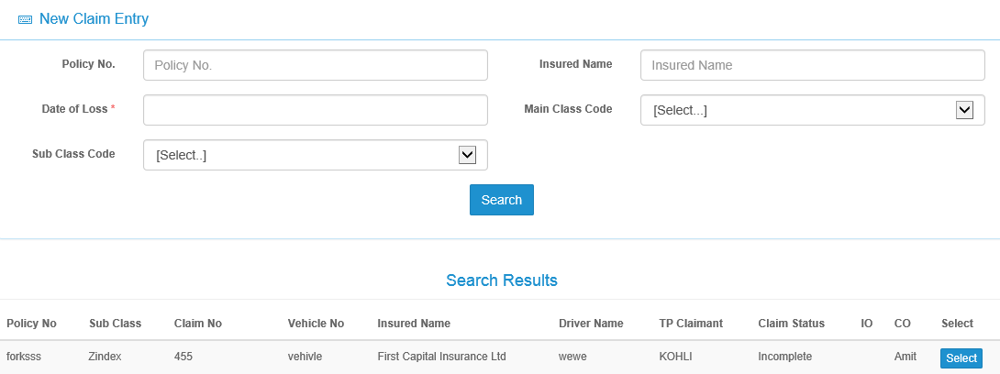 New Claim Entry
Policy No. Policy No. Insured Name Insured Name
Date of Loss * Main Class Code [Select...]
Sub Class Code [Select..]
Search
Search Results
Policy No Sub Class Claim No Vehicle No Insured Name Driver Name TP Claimant Claim Status IO CO Select
forksss Zindex 455 vehivle First Capital Insurance Ltd wewe KOHLI Incomplete Amit Select